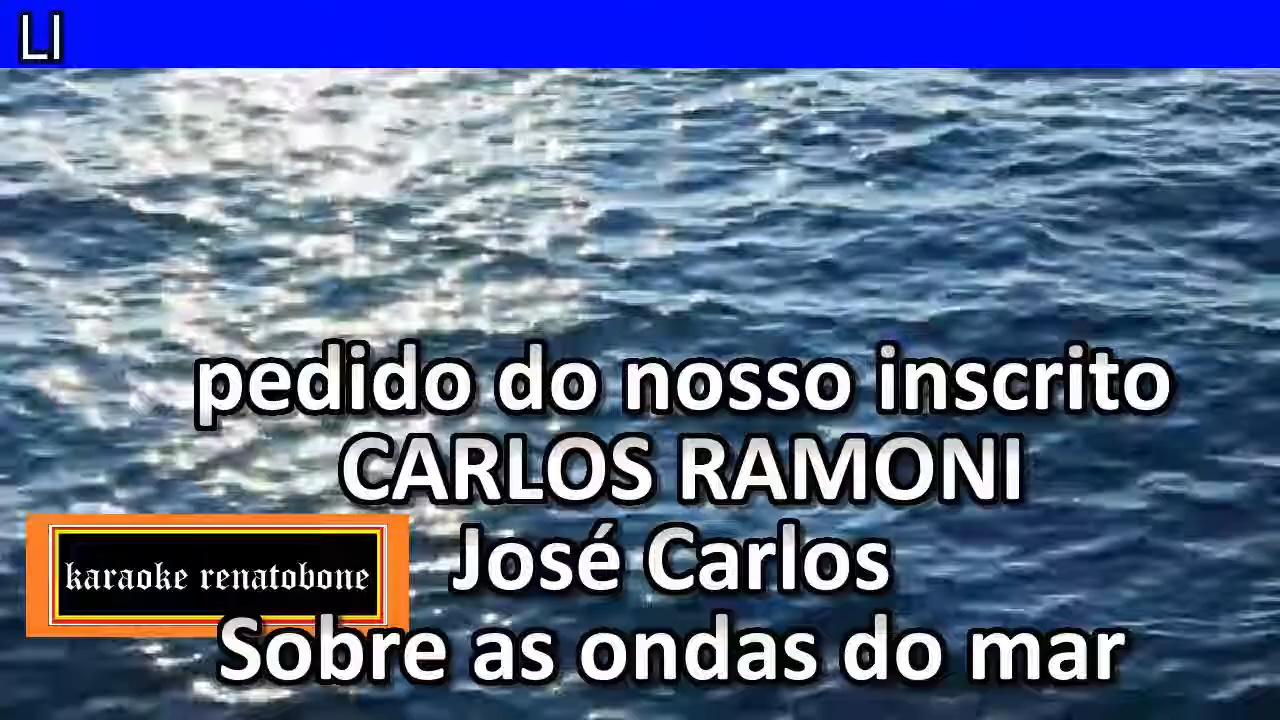 LI
pedido do nosso inscrito
CARLOS RAMONI
José Carlos
karaoke renatobone
Sobre as ondas do mar